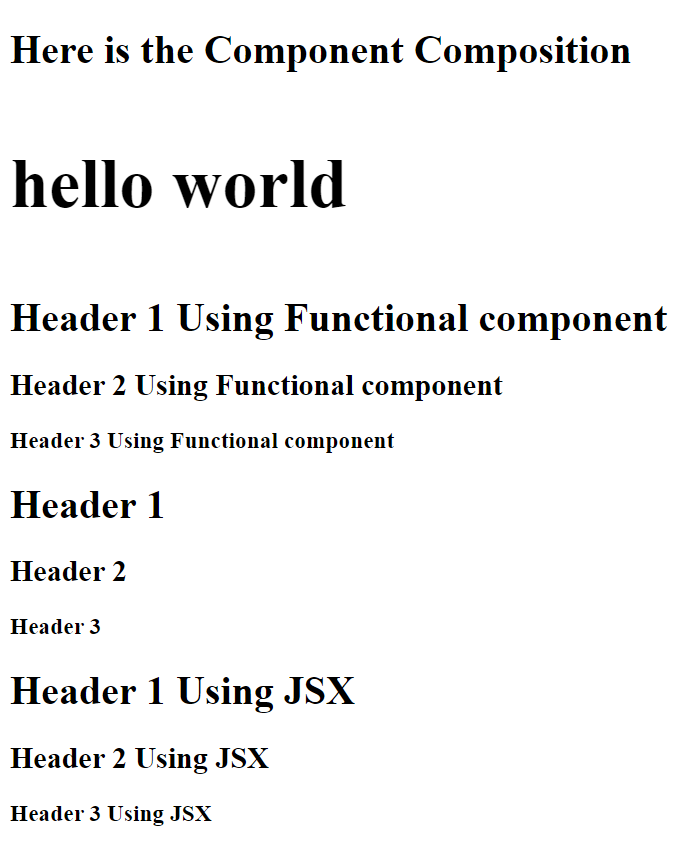 Here is the Component Composition
hello world
Header 1 Using Functional component
Header 2 Using Functional component
Header 3 Using Functional component
Header 1
Header 2
Header 3
Header 1 Using JSX
Header 2 Using JSX
Header 3 Using JSX